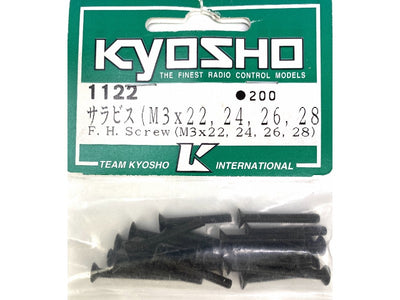 KYOSHO
THE FINEST RADIO CONTROL MODELS
1122 ●200
サラビス(M3x22, 24, 26, 28
F.H. Screw(M3x22, 24, 26, 28)
TEAM KYOSHO K INTERNATIONAL